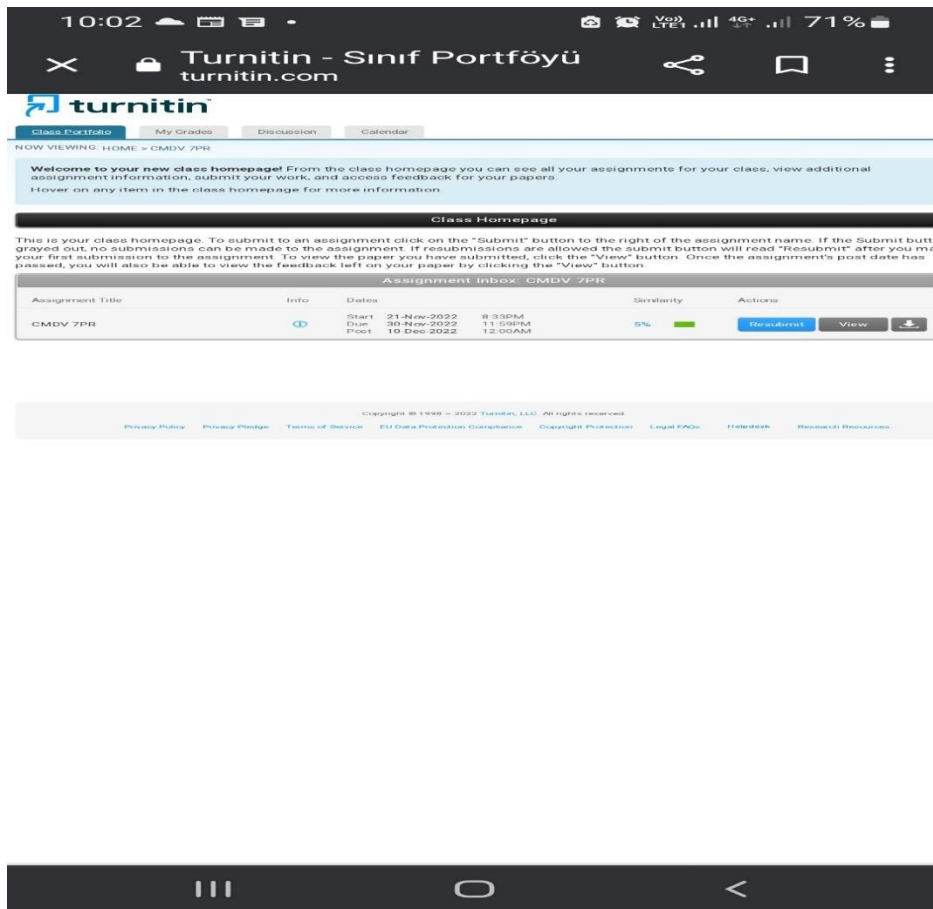 10:02
Vo)) LTE1 4G+ 71%
Turnitin - Sınıf Portföyü
turnitin.com
turnitin
Class Portfolio My Grades Discussion Calendar
NOW VIEWING: HOME > CMDV 7PR
Welcome to your new class homepage! From the class homepage you can see all your assignments for your class, view additional
assignment information, submit your work, and access feedback for your papers.
Hover on any item in the class homepage for more information.
Class Homepage
This is your class homepage. To submit to an assignment click on the "Submit" button to the right of the assignment name. If the Submit butt
grayed out, no submissions can be made to the assignment. If resubmissions are allowed the submit button will read "Resubmit" after you ma
your first submission to the assignment. To view the paper you have submitted, click the "View" button. Once the assignment's post date has
passed, you will also be able to view the feedback left on your paper by clicking the "View" button.
Assignment Inbox: CMDV 7PR
Assignment Title Info Dates Similarity Actions
Start 21-Nov-2022 8:33PM
CMDV 7PR Due 30-Nov-2022 11:59PM 5% Resubmit View
Post 10-Dec-2022 12:00AM
Copyright © 1998 – 2022 Turnitin, LLC. All rights reserved.
Privacy Policy Privacy Pledge Terms of Service EU Data Protection Compliance Copyright Protection Legal FAQs Helpdesk Research Resources